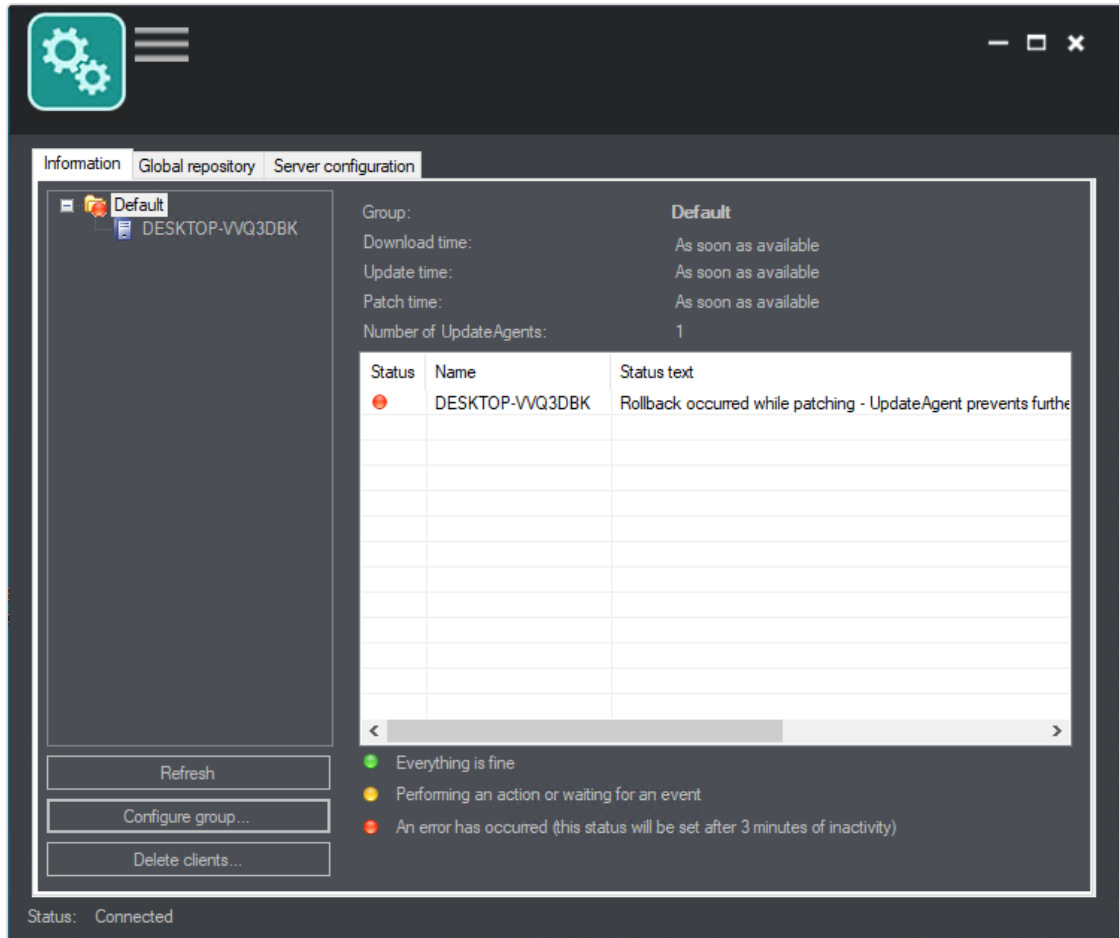 Information Global repository Server configuration
Default
DESKTOP-VVQ3DBK
Group: Default
Download time: As soon as available
Update time: As soon as available
Patch time: As soon as available
Number of UpdateAgents: 1
Status Name Status text
DESKTOP-VVQ3DBK Rollback occurred while patching - UpdateAgent prevents furthe
Refresh
Configure group...
Delete clients...
Everything is fine
Performing an action or waiting for an event
An error has occurred (this status will be set after 3 minutes of inactivity)
Status: Connected